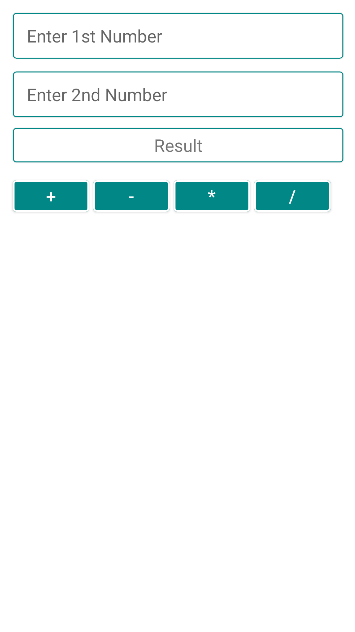 Enter 1st Number
Enter 2nd Number
Result
+ - * /